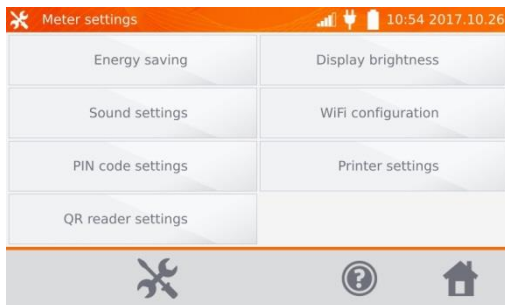 Meter settings 10:54 2017.10.26
Energy saving
Display brightness
Sound settings
WiFi configuration
PIN code settings
Printer settings
QR reader settings
?